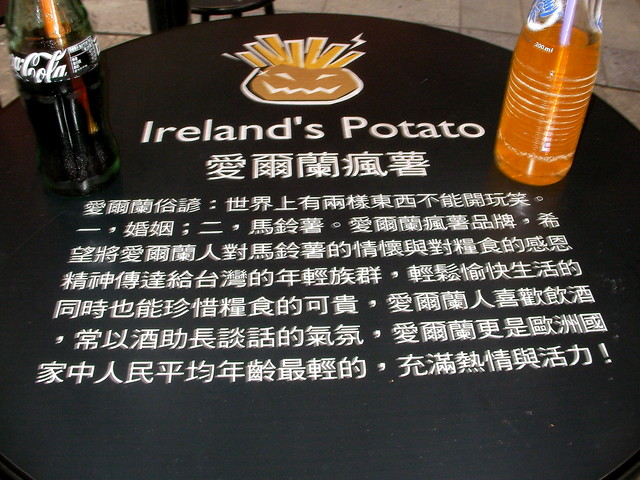 Coca-Cola
200ml
Ireland's Potato
愛爾蘭瘋薯
愛爾蘭俗諺：世界上有兩樣東西不能開玩笑。
一，婚姻；二，馬鈴薯。愛爾蘭瘋薯品牌，希
望將愛爾蘭人對馬鈴薯的情懷與對糧食的感恩
精神傳達給台灣的年輕族群，輕鬆愉快生活的
同時也能珍惜糧食的可貴，愛爾蘭人喜歡飲酒
，常以酒助長談話的氣氛，愛爾蘭更是歐洲國
家中人民平均年齡最輕的，充滿熱情與活力！